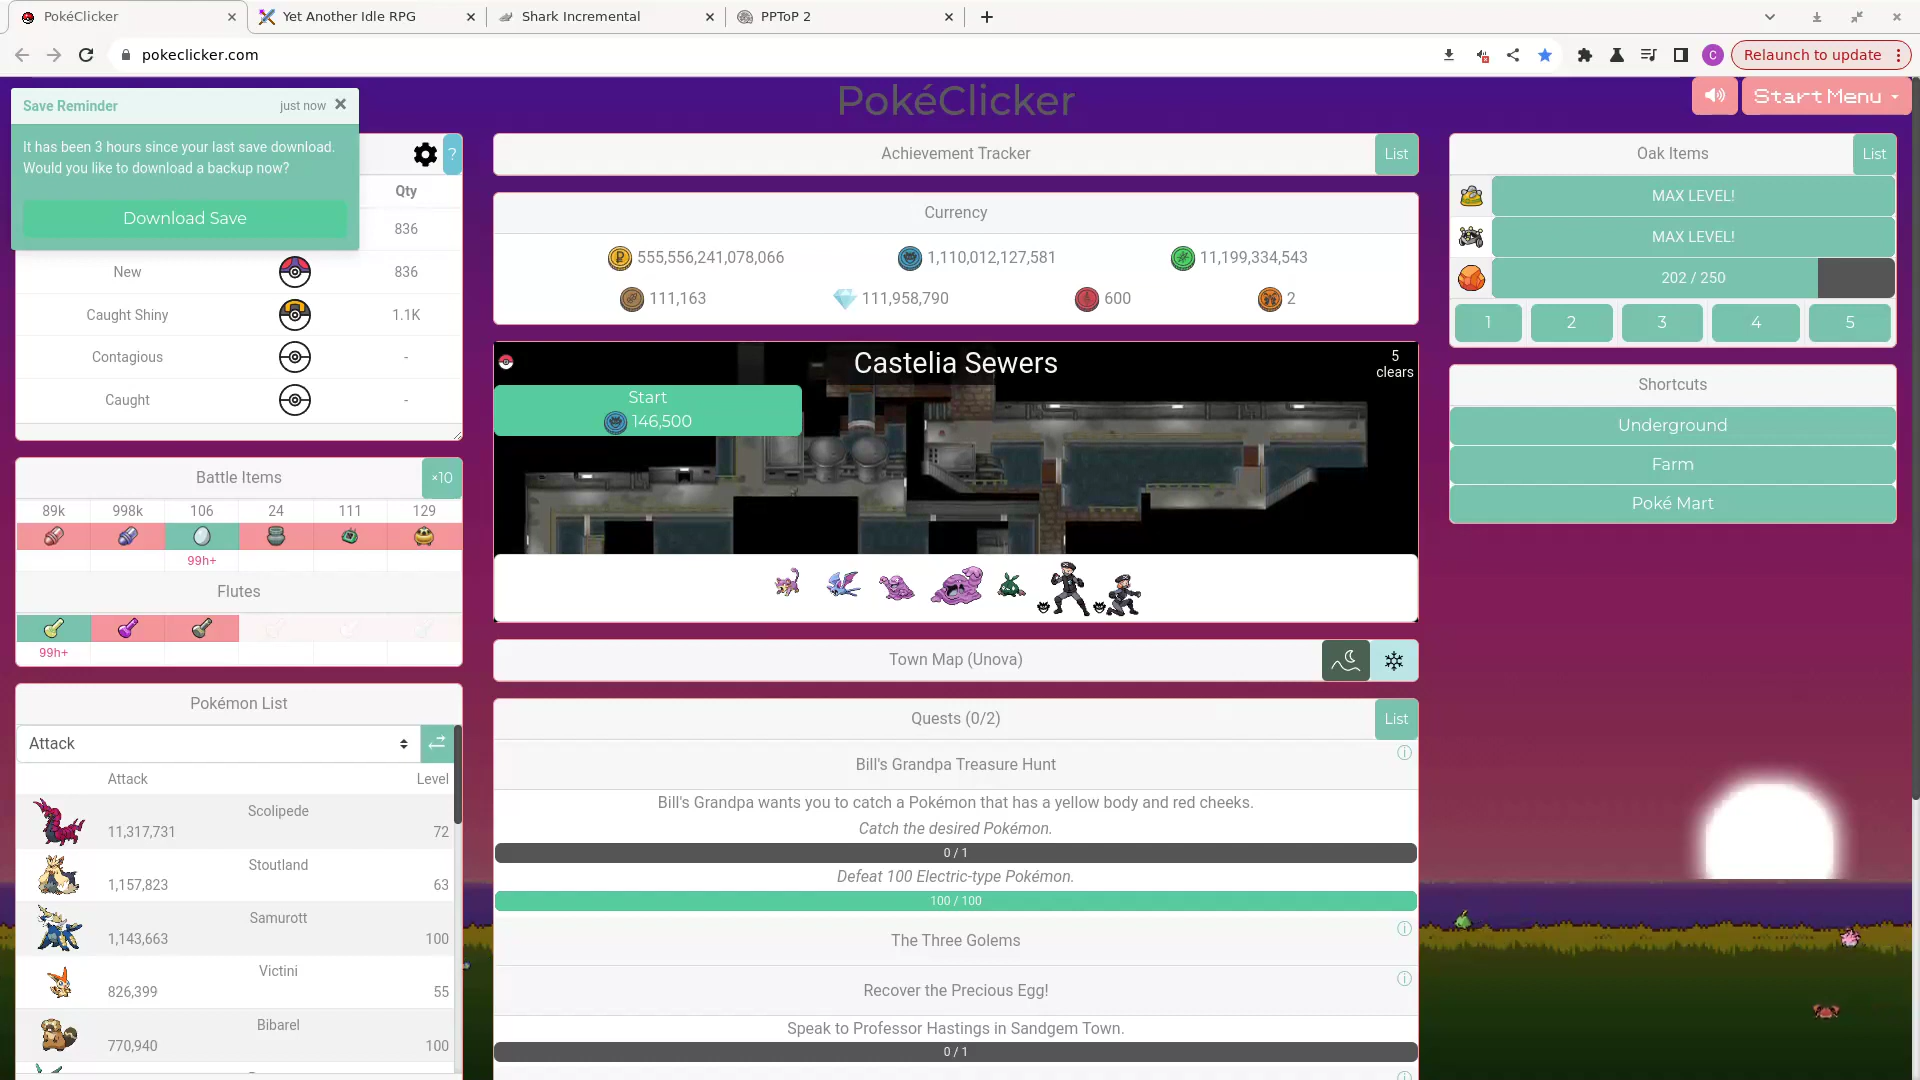 PokéClicker
Yet Another Idle RPG
Shark Incremental
PPToP 2
pokeclicker.com
C
Relaunch to update
PokéClicker
Start Menu
Save Reminder
just now
It has been 3 hours since your last save download.
Would you like to download a backup now?
Download Save
?
Qty
836
New
836
Caught Shiny
1.1K
Contagious
-
Caught
-
Battle Items
×10
89k
998k
106
24
111
129
99h+
Flutes
99h+
Pokémon List
Attack
Attack
Level
Scolipede
11,317,731
72
Stoutland
1,157,823
63
Samurott
1,143,663
100
Victini
826,399
55
Bibarel
770,940
100
Achievement Tracker
List
Currency
555,556,241,078,066
1,110,012,127,581
11,199,334,543
111,163
111,958,790
600
2
Castelia Sewers
5
clears
Start
146,500
Town Map (Unova)
Quests (0/2)
List
Bill's Grandpa Treasure Hunt
Bill's Grandpa wants you to catch a Pokémon that has a yellow body and red cheeks.
Catch the desired Pokémon.
0 / 1
Defeat 100 Electric-type Pokémon.
100 / 100
The Three Golems
Recover the Precious Egg!
Speak to Professor Hastings in Sandgem Town.
0 / 1
Oak Items
List
MAX LEVEL!
MAX LEVEL!
202 / 250
1
2
3
4
5
Shortcuts
Underground
Farm
Poké Mart